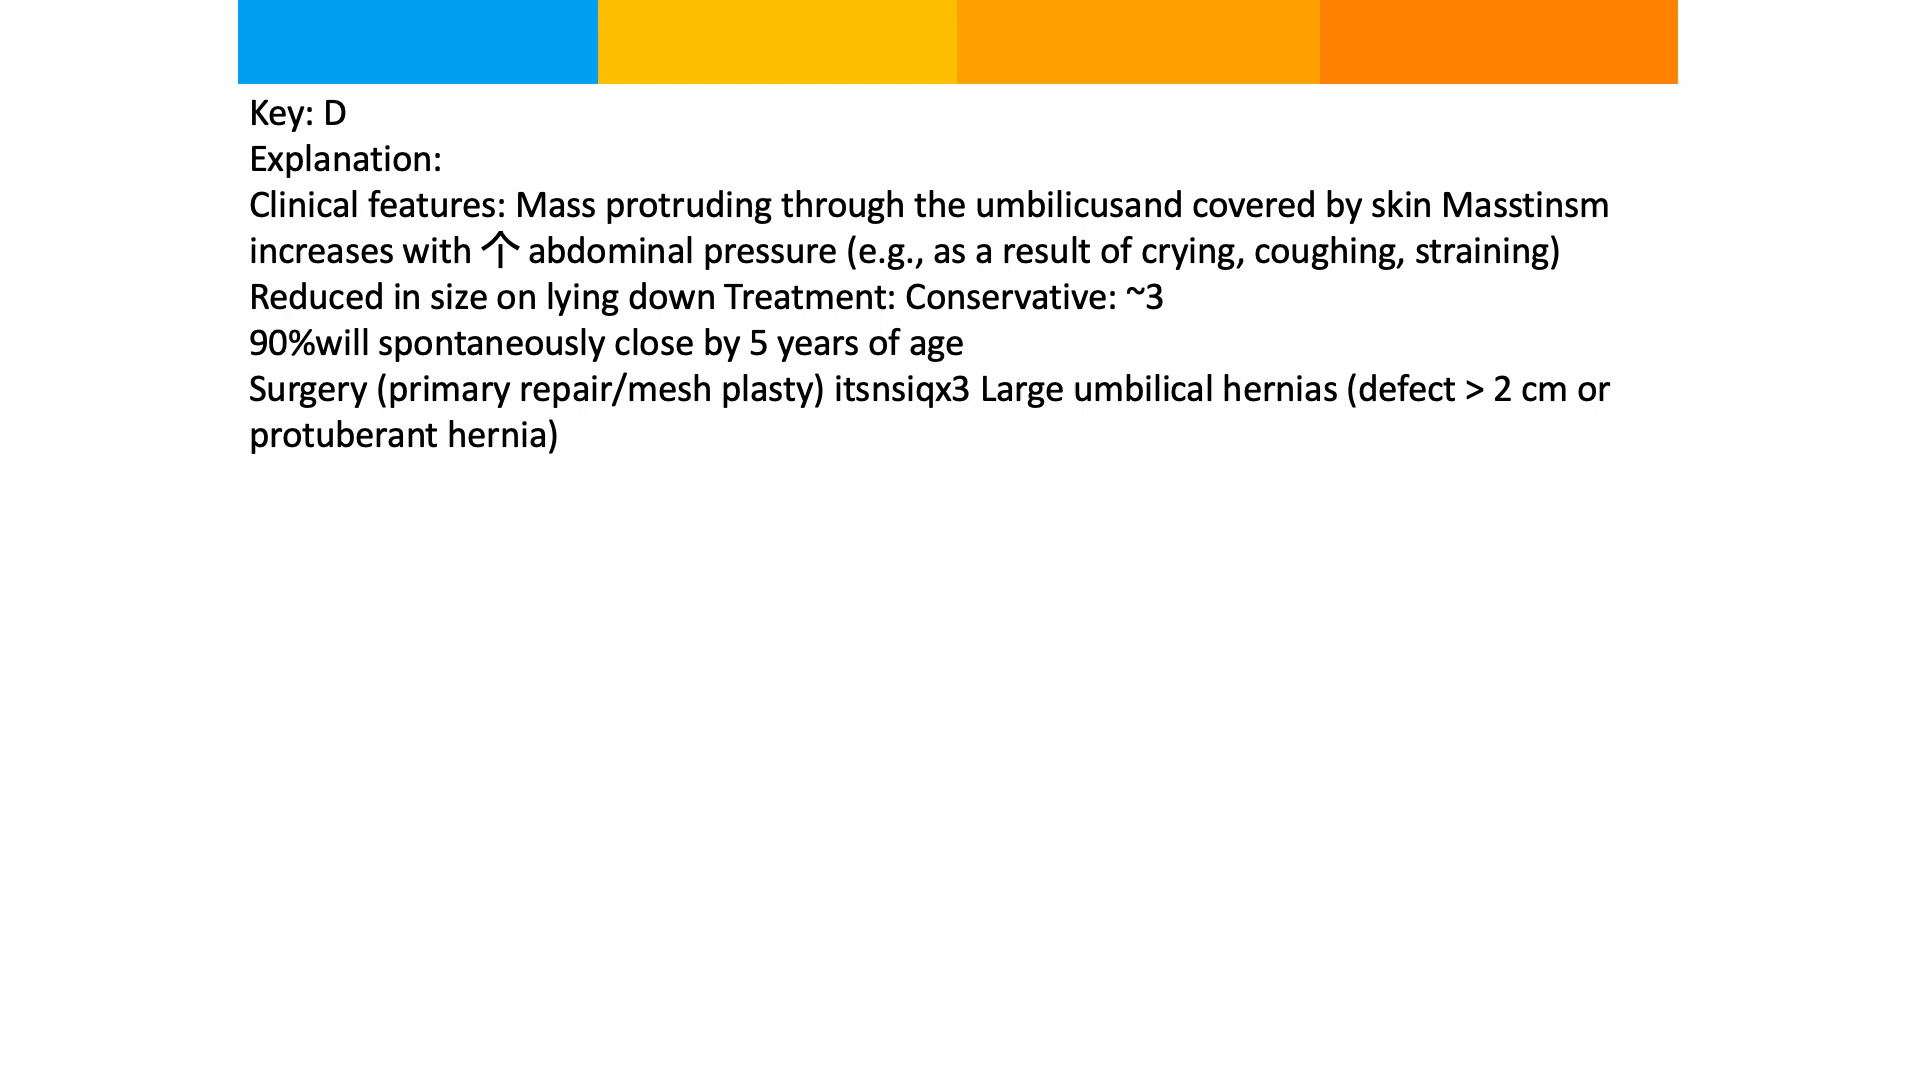 Key: D
Explanation:
Clinical features: Mass protruding through the umbilicusand covered by skin Masstinsm
increases with 个 abdominal pressure (e.g., as a result of crying, coughing, straining)
Reduced in size on lying down Treatment: Conservative: ~3
90%will spontaneously close by 5 years of age
Surgery (primary repair/mesh plasty) itsnsiqx3 Large umbilical hernias (defect > 2 cm or
protuberant hernia)